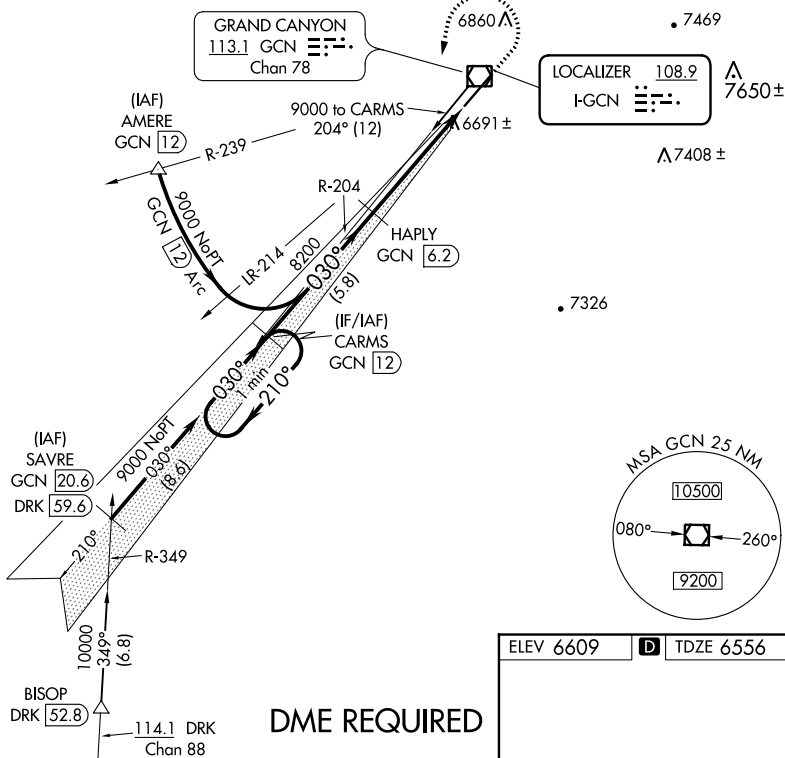 GRAND CANYON
113.1 GCN
Chan 78
6860
7469
LOCALIZER 108.9
I-GCN
7650 ±
(IAF)
AMERE
GCN 12
9000 to CARMS
204° (12)
6691 ±
7408 ±
R-239
R-204
9000 NoPT
GCN 12 Arc
LR-214
8200
HAPLY
GCN 6.2
030°
(5.8)
7326
(IF/IAF)
CARMS
GCN 12
030°
1 min
210°
(IAF)
SAVRE
GCN 20.6
DRK 59.6
9000 NoPT
030°
(8.6)
MSA GCN 25 NM
10500
080°
260°
9200
210°
R-349
10000
349°
(6.8)
ELEV 6609 D TDZE 6556
BISOP
DRK 52.8
DME REQUIRED
114.1 DRK
Chan 88